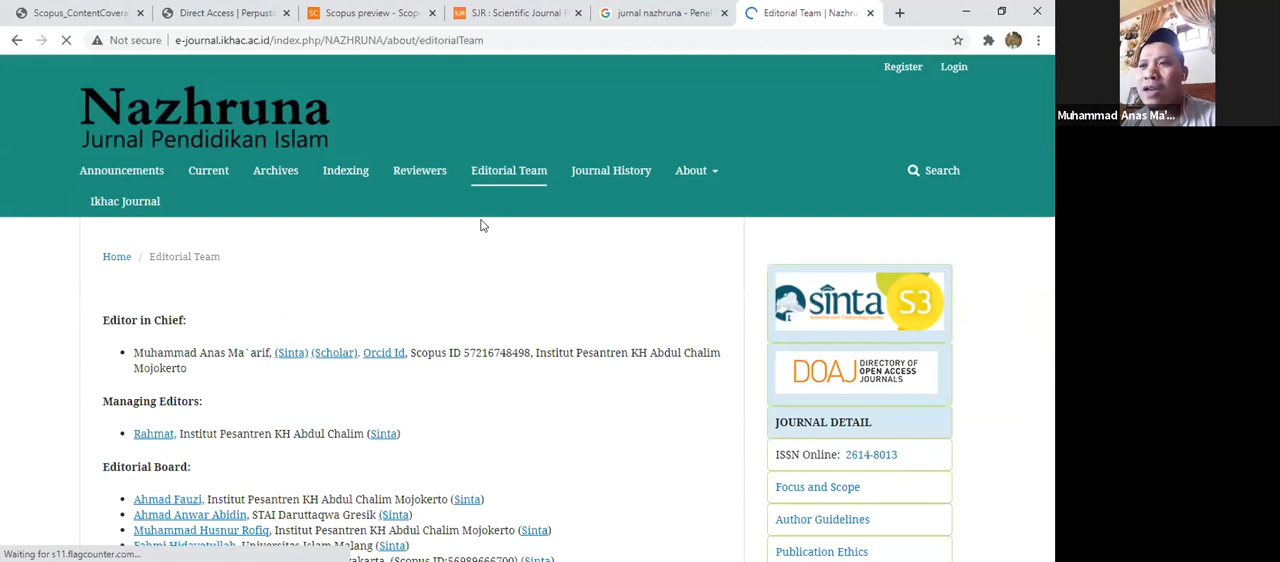 Scopus_ContentCovera
Direct Access | Perpust
Scopus preview - Scop
SJR : Scientific Journal R
jurnal nazhruna - Penel
Editorial Team | Nazhru
Not secure | e-journal.ikhac.ac.id/index.php/NAZHRUNA/about/editorialTeam
Register Login
Nazhruna
Jurnal Pendidikan Islam
Announcements Current Archives Indexing Reviewers Editorial Team Journal History About Search
Ikhac Journal
Home / Editorial Team
Editor in Chief:
Muhammad Anas Ma`arif, (Sinta) (Scholar). Orcid Id, Scopus ID 57216748498, Institut Pesantren KH Abdul Chalim
Mojokerto
Managing Editors:
Rahmat, Institut Pesantren KH Abdul Chalim (Sinta)
Editorial Board:
Ahmad Fauzi, Institut Pesantren KH Abdul Chalim Mojokerto (Sinta)
Ahmad Anwar Abidin, STAI Daruttaqwa Gresik (Sinta)
Muhammad Husnur Rofiq, Institut Pesantren KH Abdul Chalim Mojokerto (Sinta)
Fahmi Hidayatullah, Universitas Islam Malang (Sinta)
(Scopus ID:56989666700) (Sinta)
Waiting for s11.flagcounter.com...
sinta S3
DOAJ DIRECTORY OF
OPEN ACCESS
JOURNALS
JOURNAL DETAIL
ISSN Online: 2614-8013
Focus and Scope
Author Guidelines
Publication Ethics
Muhammad Anas Ma'...